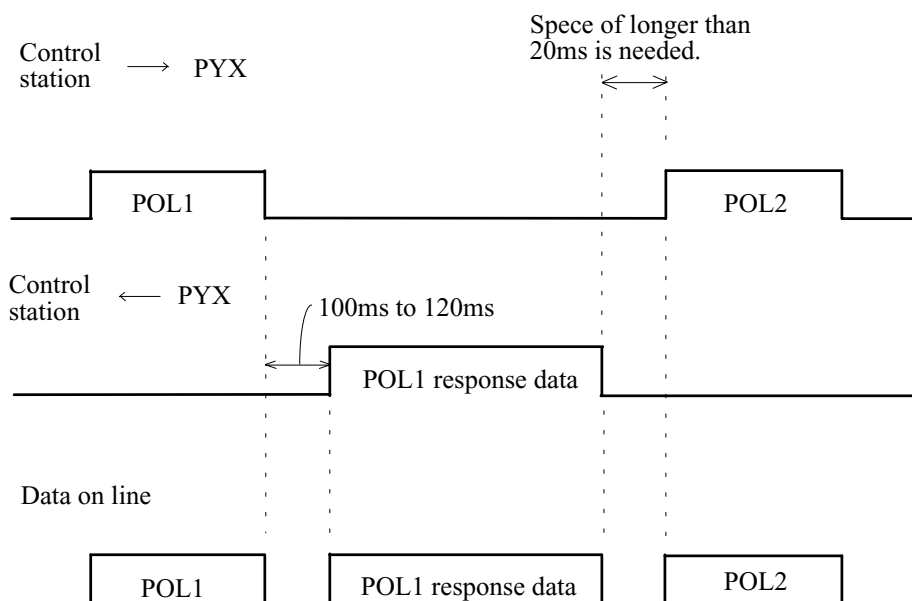 Spece of longer than
20ms is needed.
Control
station
PYX
POL1
POL2
Control
station
PYX
100ms to 120ms
POL1 response data
Data on line
POL1
POL1 response data
POL2